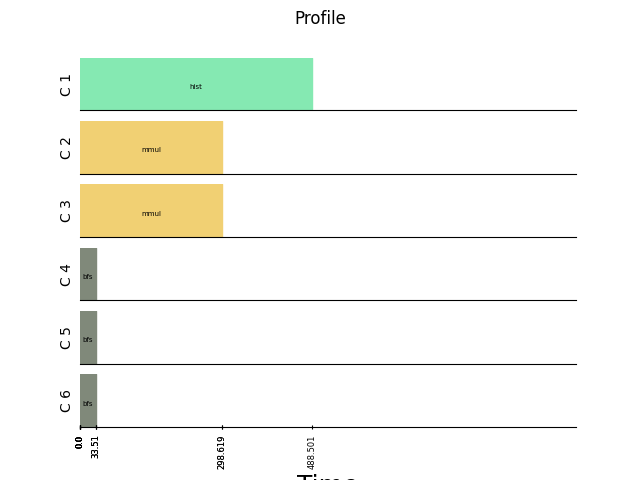 Profile
C 1
hist
C 2
mmul
C 3
mmul
C 4
bfs
C 5
bfs
C 6
bfs
0.0
33.51
298.619
488.501
Time